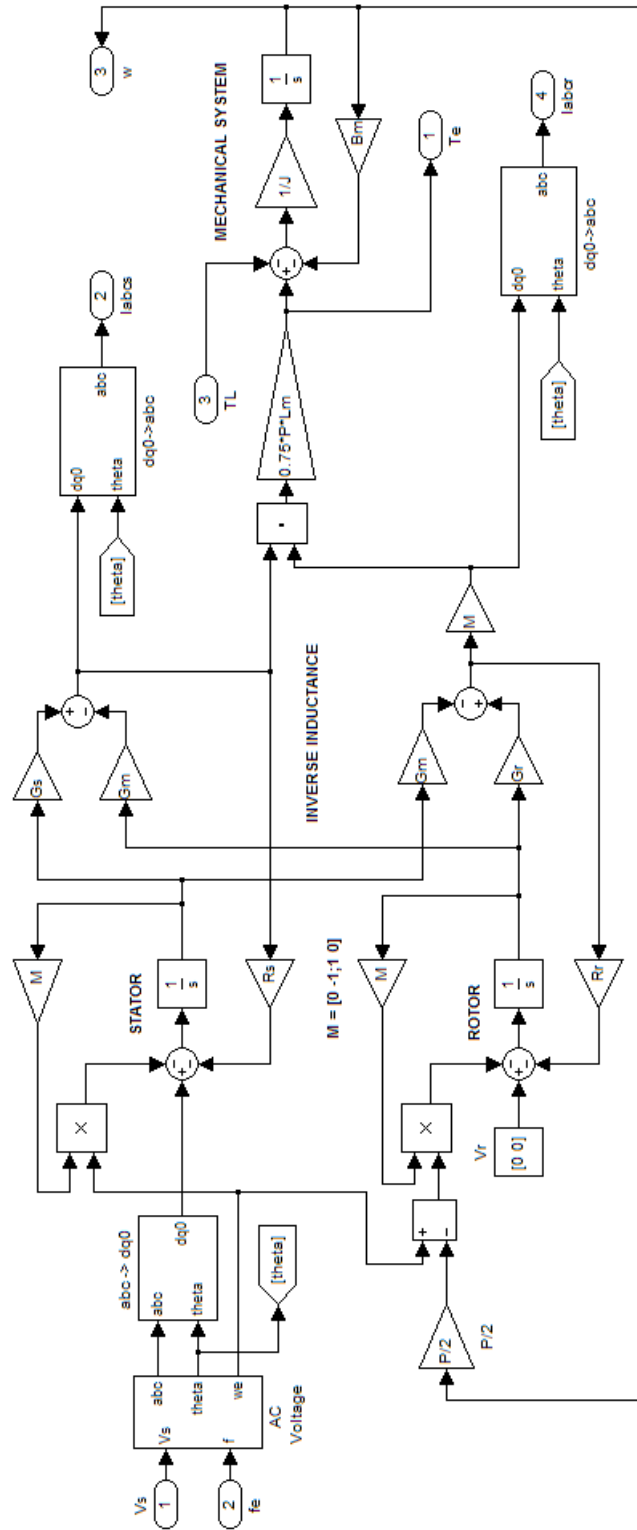 Vs
1
2
fe
Vs
f
abc
theta
we
AC
Voltage
abc -> dq0
abc
theta
dq0
[theta]
×
M
STATOR
+
−
−
1
s
Rs
Gs
Gm
+
−
INVERSE INDUCTANCE
[theta]
dq0
theta
abc
dq0->abc
2
Iabcs
P/2
P/2
+
−
Vr
[0 0]
×
M
M = [0 -1;1 0]
+
−
−
1
s
ROTOR
Rr
Gm
Gr
−
+
M
.
0.75*P*Lm
3
TL
−
+
−
1/J
MECHANICAL SYSTEM
1
s
Bm
3
w
1
Te
[theta]
dq0
theta
abc
dq0->abc
4
Iabcr